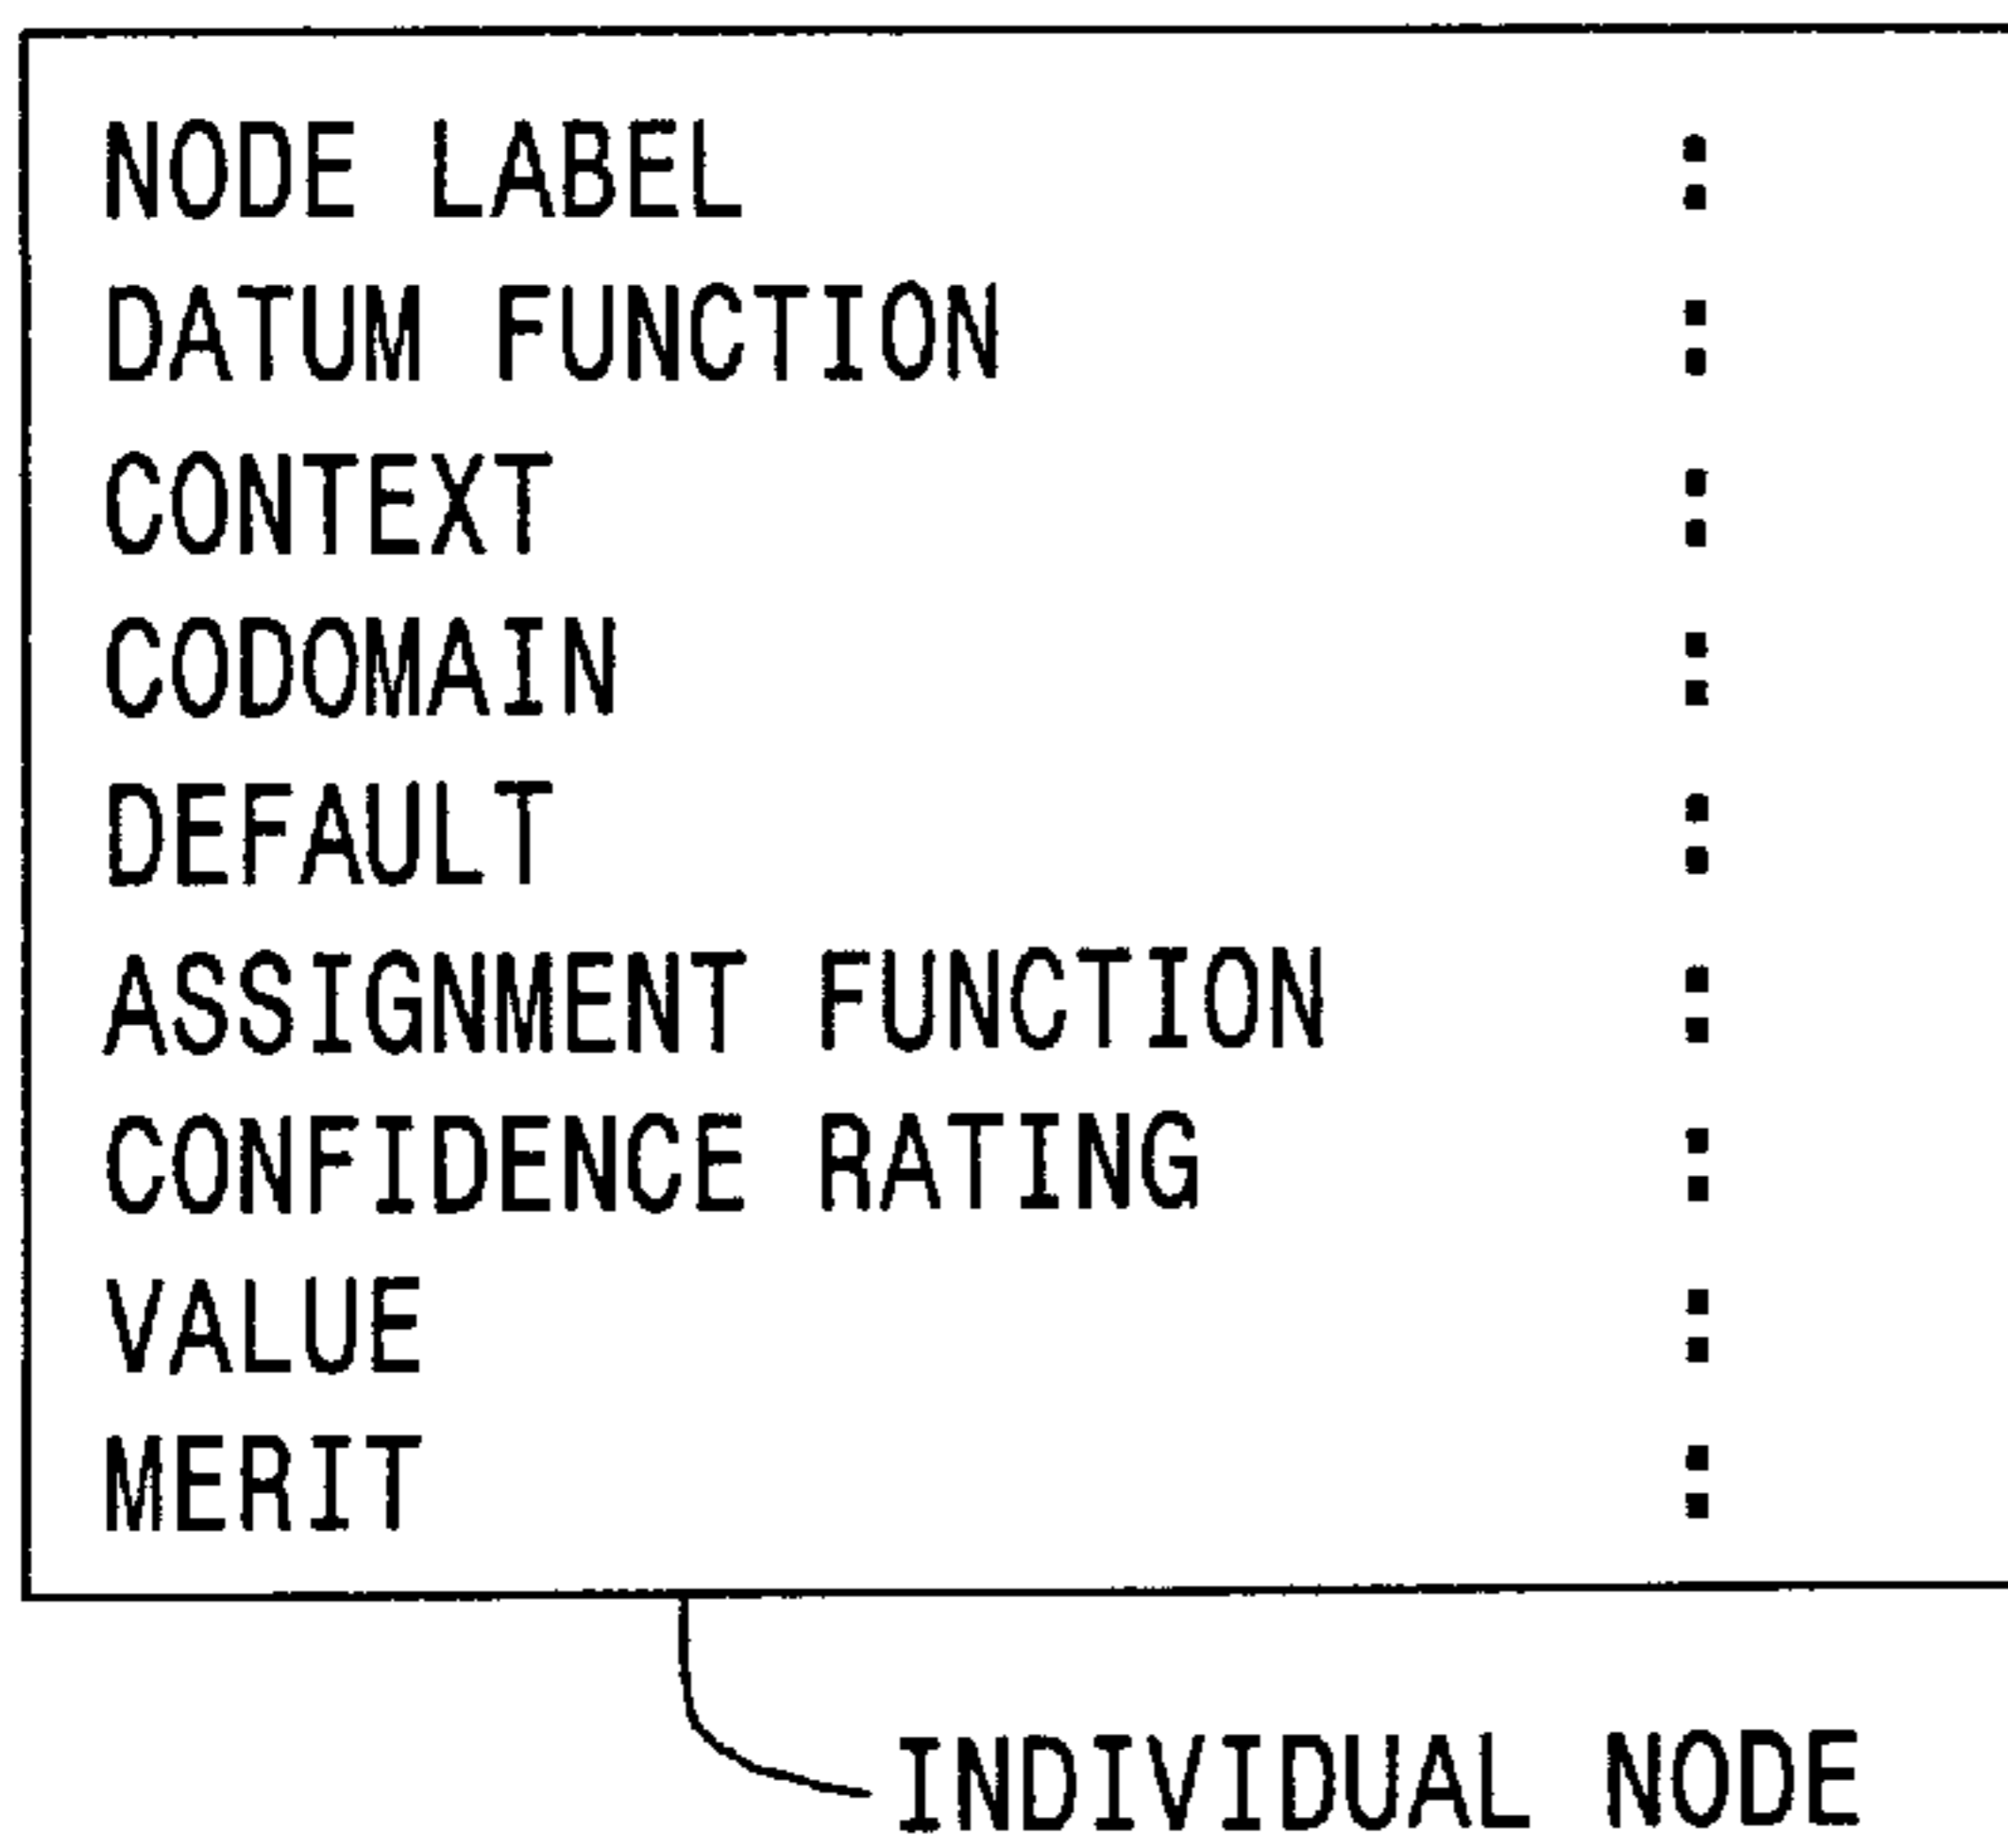 NODE LABEL :
DATUM FUNCTION :
CONTEXT :
CODOMAIN :
DEFAULT :
ASSIGNMENT FUNCTION :
CONFIDENCE RATING :
VALUE :
MERIT :
INDIVIDUAL NODE